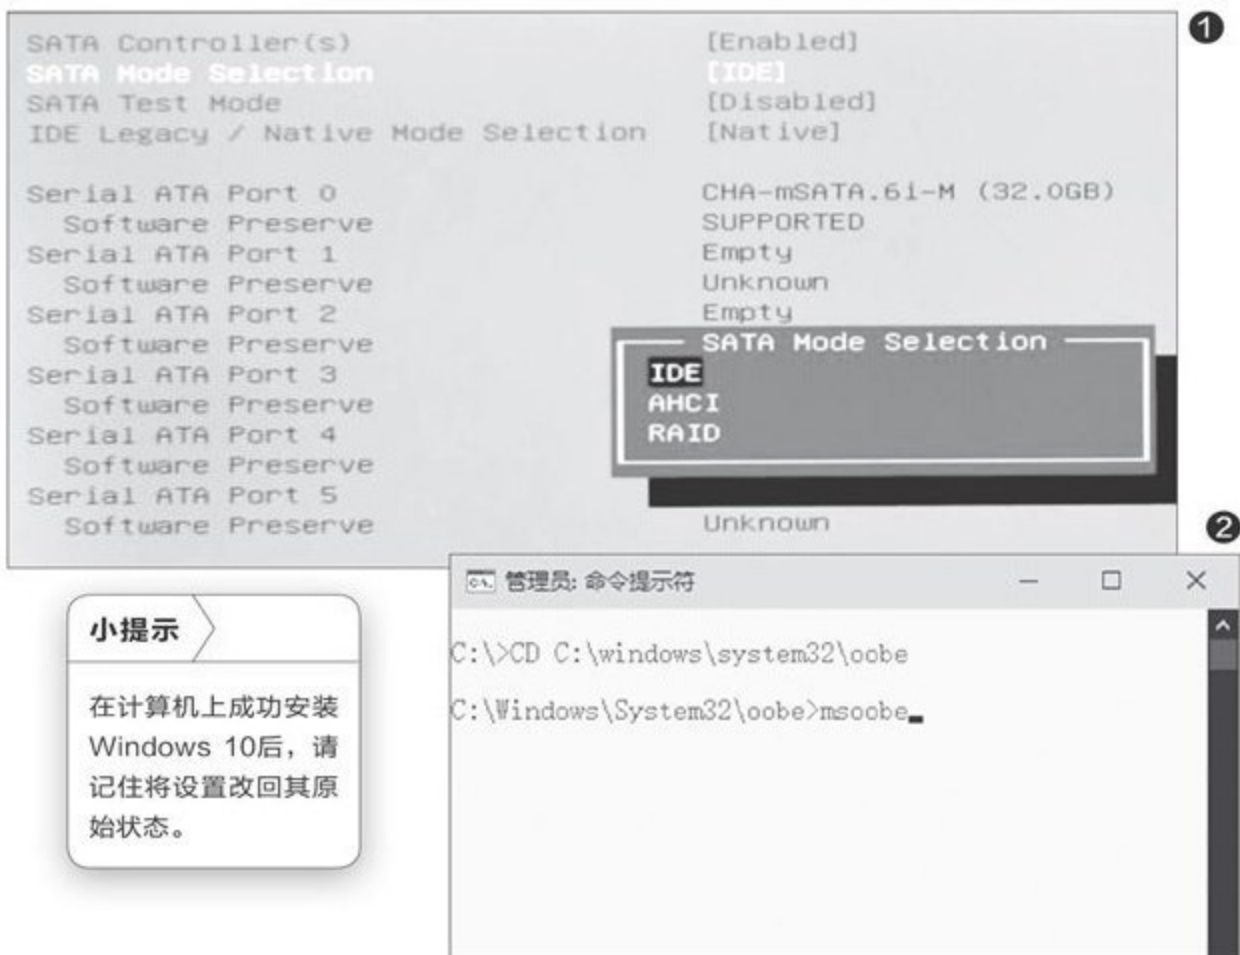 1
SATA Controller(s) [Enabled]
SATA Mode Selection [IDE]
SATA Test Mode [Disabled]
IDE Legacy / Native Mode Selection [Native]
Serial ATA Port 0 CHA-mSATA.6i-M (32.0GB)
Software Preserve SUPPORTED
Serial ATA Port 1 Empty
Software Preserve Unknown
Serial ATA Port 2 Empty
Software Preserve
Serial ATA Port 3
Software Preserve
Serial ATA Port 4
Software Preserve
Serial ATA Port 5
Software Preserve Unknown
SATA Mode Selection
IDE
AHCI
RAID
2
管理员: 命令提示符
C:\>CD C:\windows\system32\oobe
C:\Windows\System32\oobe>msoobe
小提示
在计算机上成功安装
Windows 10后，请
记住将设置改回其原
始状态。